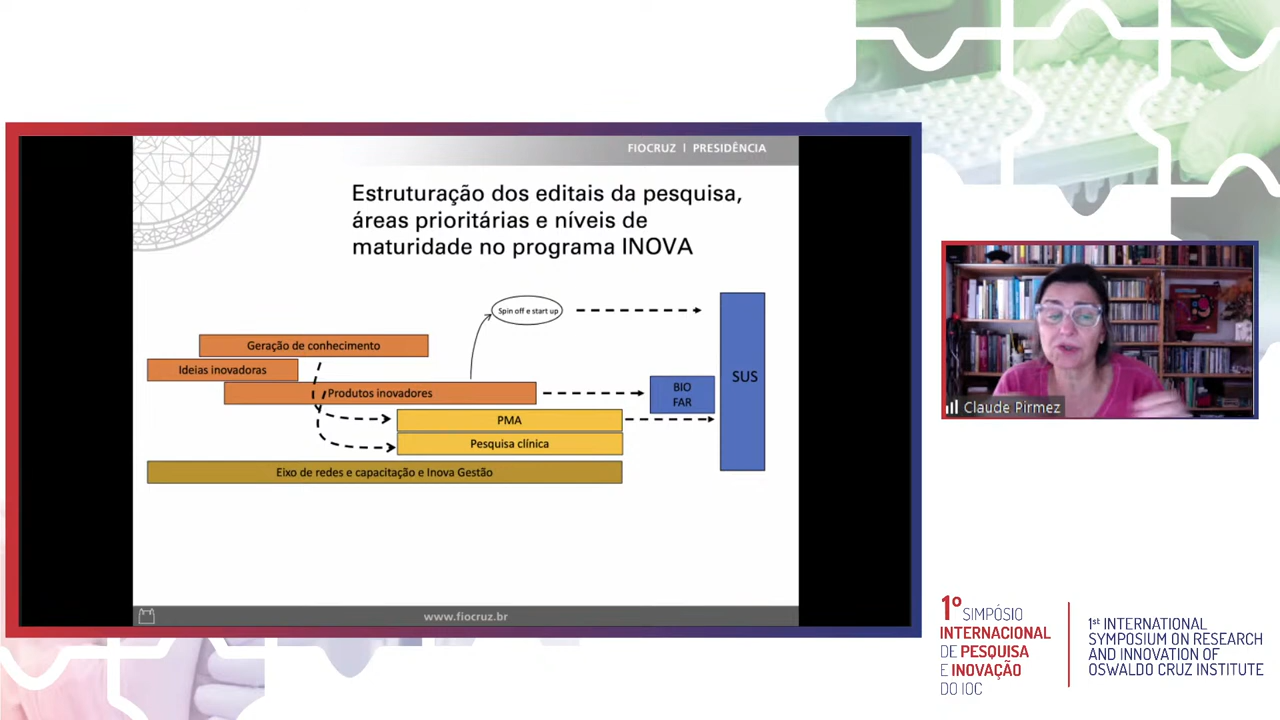 FIOCRUZ | PRESIDÊNCIA
Estruturação dos editais da pesquisa,
áreas prioritárias e níveis de
maturidade no programa INOVA
Spin off e start up
Geração de conhecimento
Ideias inovadoras
Produtos inovadores
BIO
FAR
SUS
PMA
Pesquisa clínica
Eixo de redes e capacitação e Inova Gestão
www.fiocruz.br
Claude Pirmez
1º SIMPÓSIO
INTERNACIONAL
DE PESQUISA
E INOVAÇÃO
DO IOC
1st INTERNATIONAL
SYMPOSIUM ON RESEARCH
AND INNOVATION OF
OSWALDO CRUZ INSTITUTE